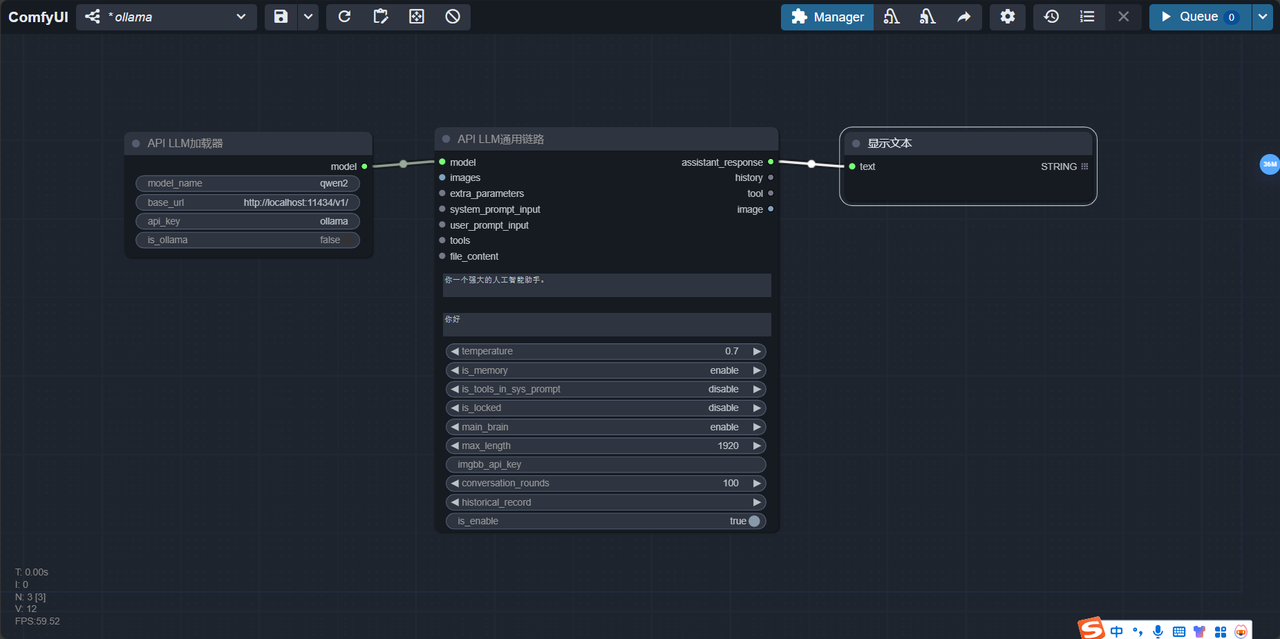 ComfyUI
* ollama
Manager
Queue 0
API LLM加载器
model
model_name qwen2
base_url http://localhost:11434/v1/
api_key ollama
is_ollama false
API LLM通用链路
model assistant_response
images history
extra_parameters tool
system_prompt_input image
user_prompt_input
tools
file_content
你一个强大的人工智能助手。
你好
temperature 0.7
is_memory enable
is_tools_in_sys_prompt disable
is_locked disable
main_brain enable
max_length 1920
imgbb_api_key
conversation_rounds 100
historical_record
is_enable true
显示文本
text STRING
36M
T: 0.00s
I: 0
N: 3 [3]
V: 12
FPS:59.52
S 中